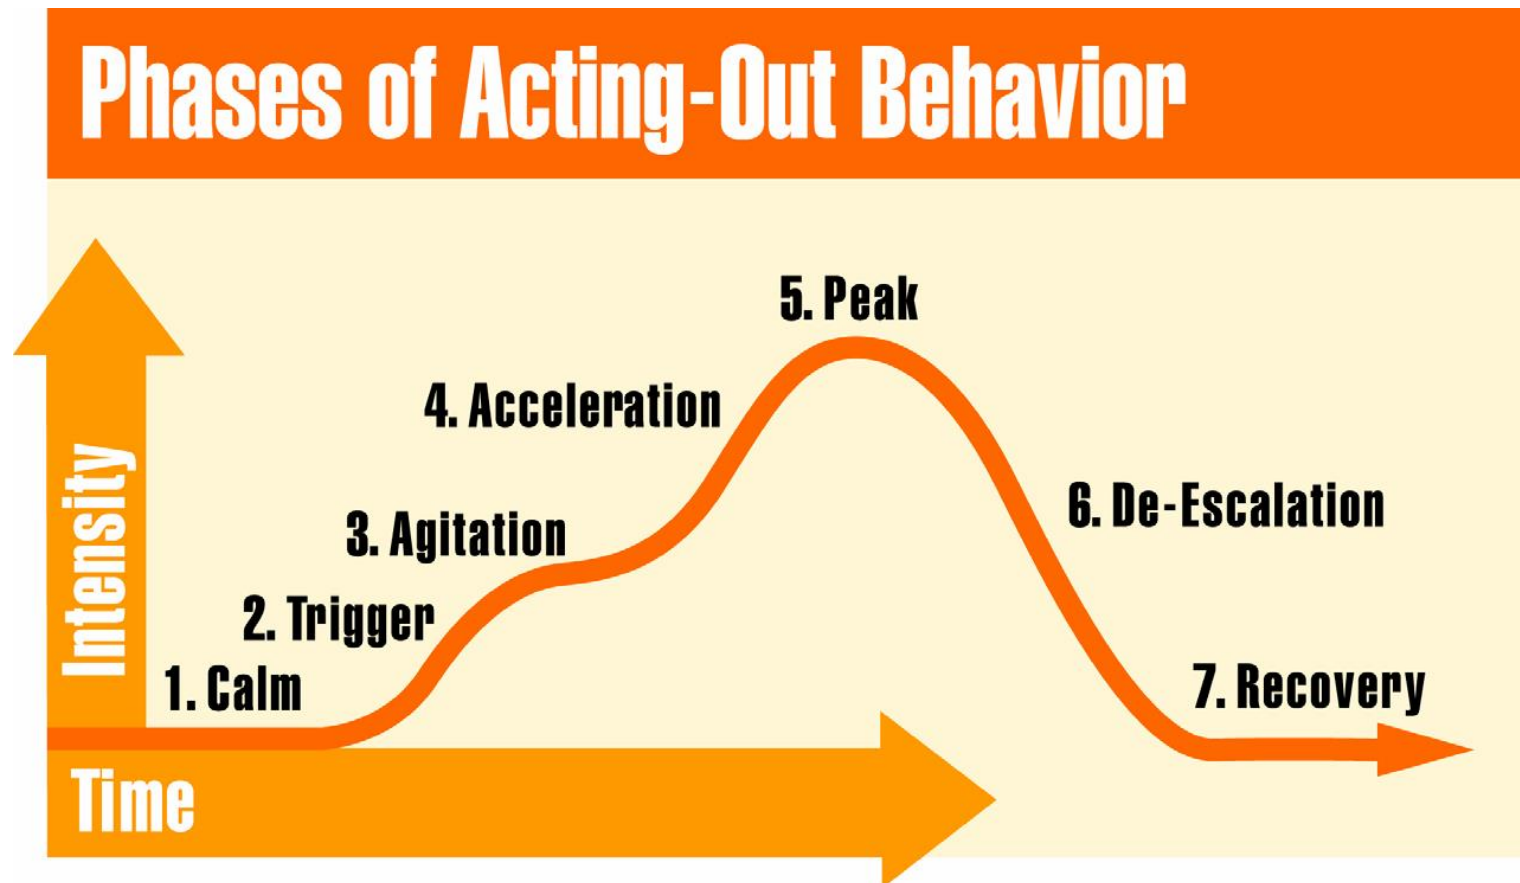 Phases of Acting-Out Behavior
5. Peak
4. Acceleration
6. De-Escalation
3. Agitation
2. Trigger
1. Calm
7. Recovery
Intensity
Time